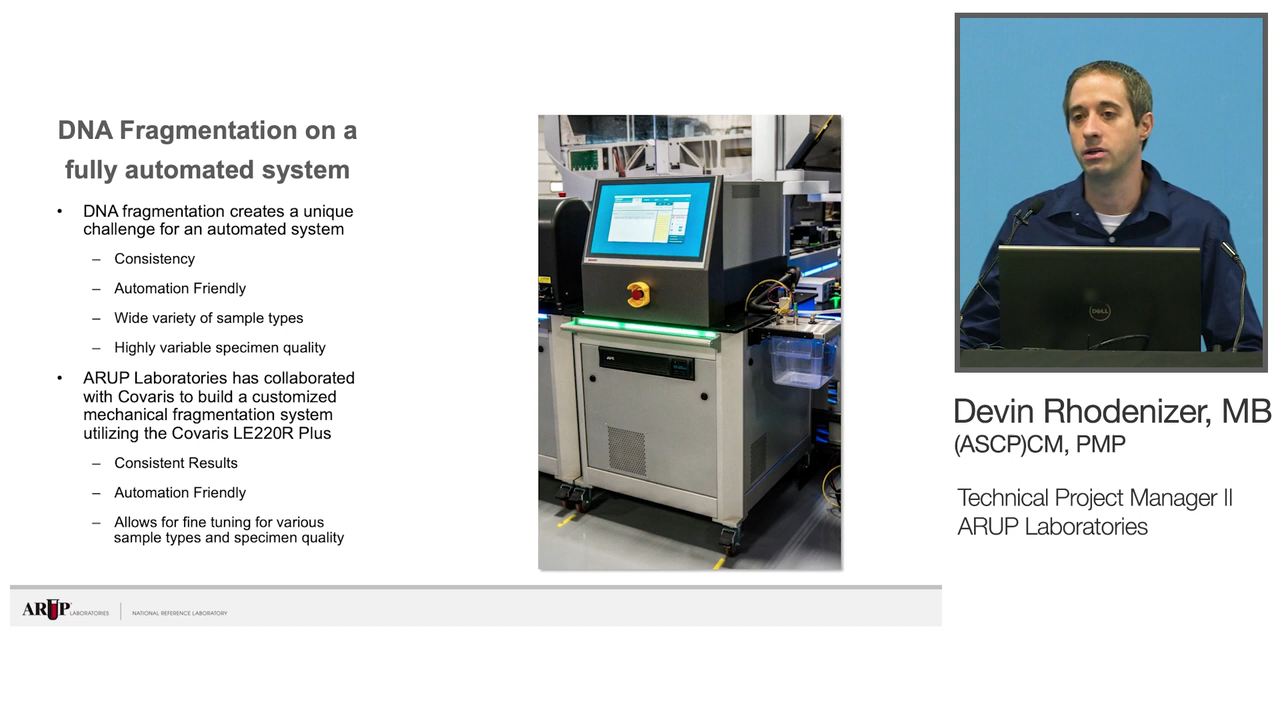 DNA Fragmentation on a
fully automated system
• DNA fragmentation creates a unique
challenge for an automated system
– Consistency
– Automation Friendly
– Wide variety of sample types
– Highly variable specimen quality
• ARUP Laboratories has collaborated
with Covaris to build a customized
mechanical fragmentation system
utilizing the Covaris LE220R Plus
– Consistent Results
– Automation Friendly
– Allows for fine tuning for various
sample types and specimen quality
ARUP LABORATORIES
NATIONAL REFERENCE LABORATORY
DELL
Devin Rhodenizer, MB
(ASCP)CM, PMP
Technical Project Manager II
ARUP Laboratories